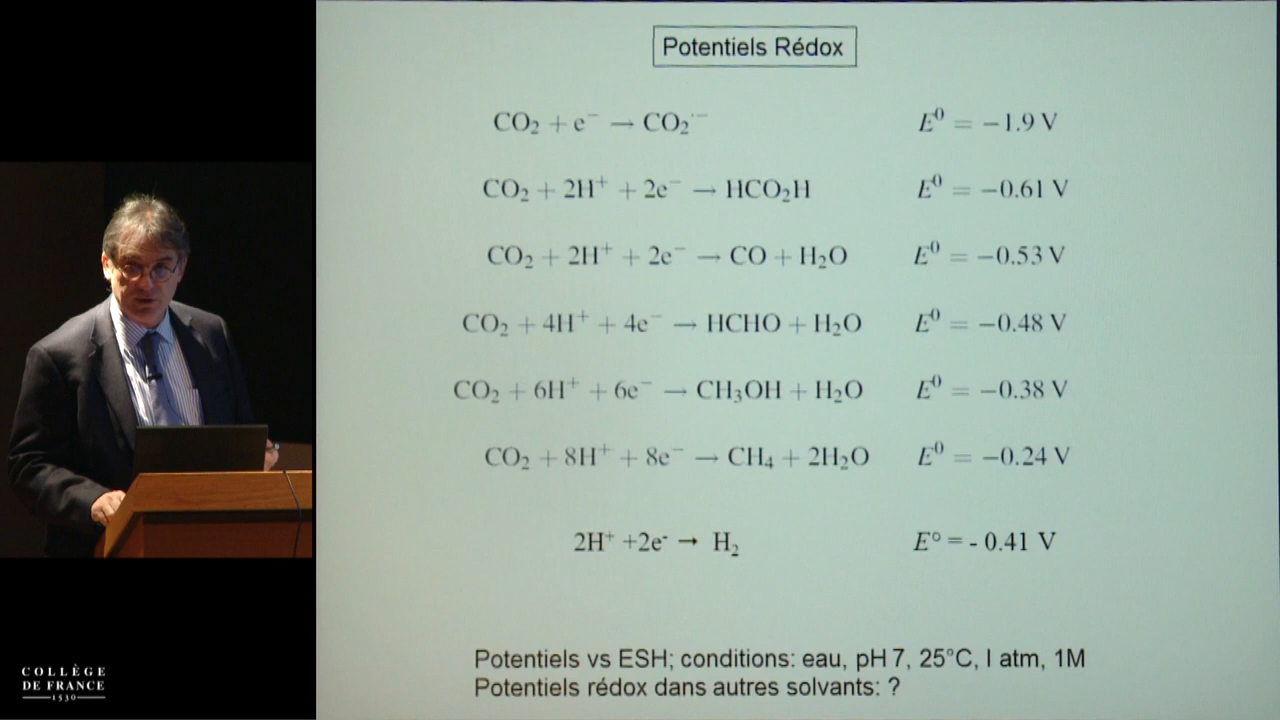 Potentiels Rédox
CO₂ + e⁻ → CO₂˙⁻ E⁰ = −1.9 V
CO₂ + 2H⁺ + 2e⁻ → HCO₂H E⁰ = −0.61 V
CO₂ + 2H⁺ + 2e⁻ → CO + H₂O E⁰ = −0.53 V
CO₂ + 4H⁺ + 4e⁻ → HCHO + H₂O E⁰ = −0.48 V
CO₂ + 6H⁺ + 6e⁻ → CH₃OH + H₂O E⁰ = −0.38 V
CO₂ + 8H⁺ + 8e⁻ → CH₄ + 2H₂O E⁰ = −0.24 V
2H⁺ +2e⁻ → H₂ E° = - 0.41 V
Potentiels vs ESH; conditions: eau, pH 7, 25°C, I atm, 1M
Potentiels rédox dans autres solvants: ?
COLLÈGE
DE FRANCE
1530